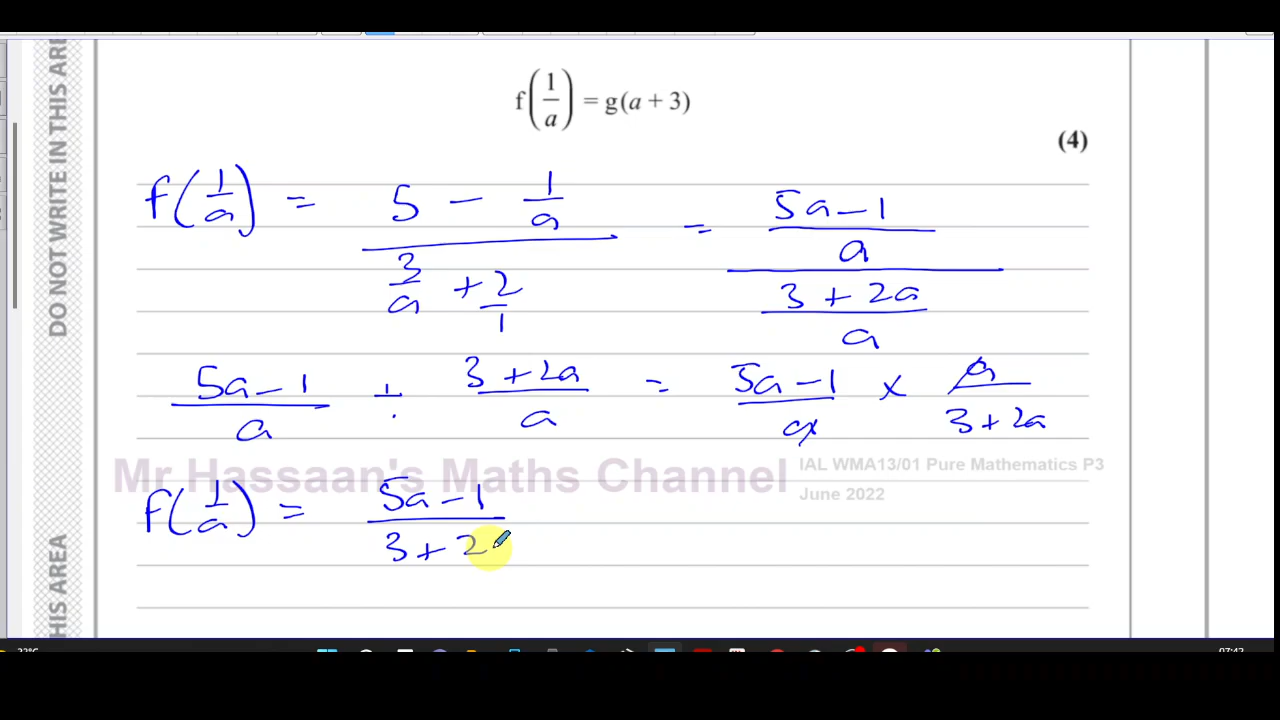 DO NOT WRITE IN THIS AREA
HIS AREA
f(1/a) = g(a + 3)
(4)
f(1/a) = (5 - 1/a)/(3/a + 2/1) = ((5a-1)/a)/((3+2a)/a)
(5a-1)/a ÷ (3+2a)/a = (5a-1)/a × a/(3+2a)
Mr Hassaan's Maths Channel
IAL WMA13/01 Pure Mathematics P3
June 2022
f(1/a) = (5a-1)/(3+2